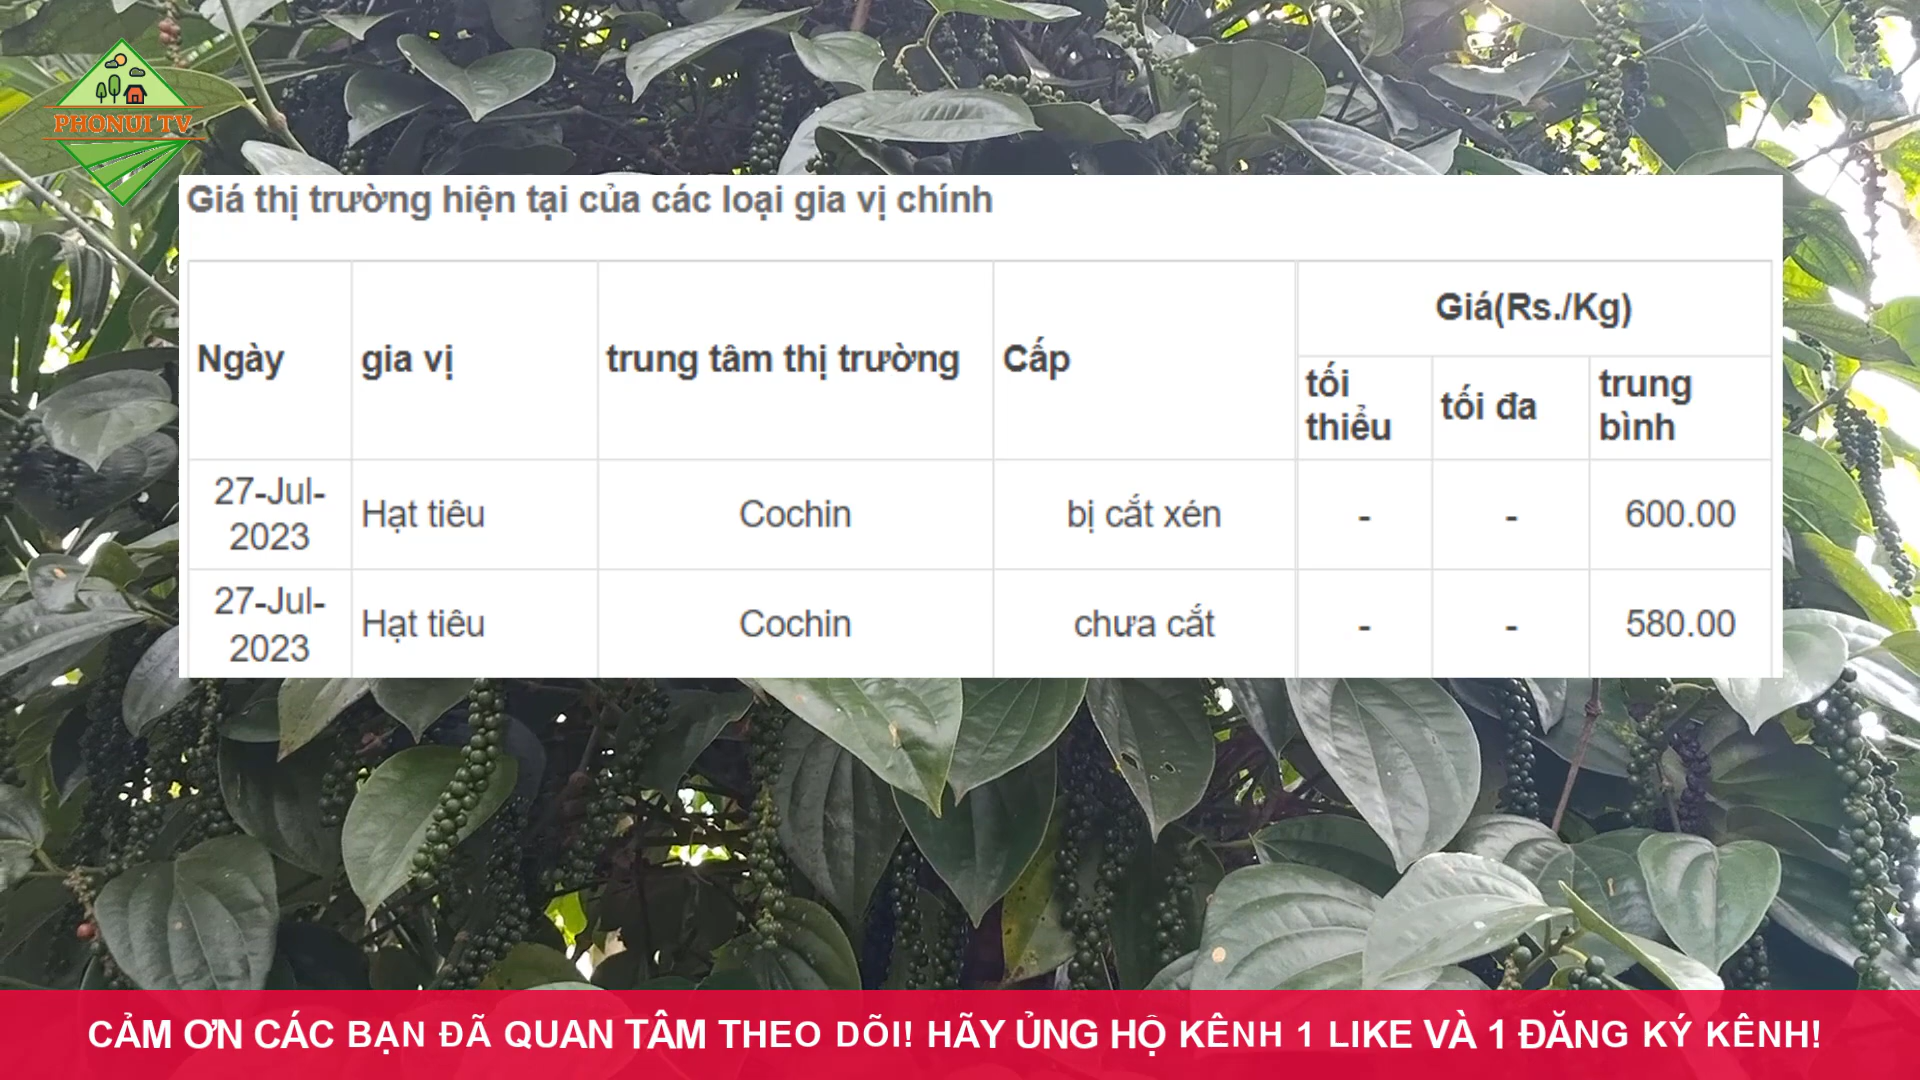 PHONUI TV
Giá thị trường hiện tại của các loại gia vị chính
Ngày gia vị trung tâm thị trường Cấp Giá(Rs./Kg)
tối thiểu tối đa trung bình
27-Jul-2023 Hạt tiêu Cochin bị cắt xén - - 600.00
27-Jul-2023 Hạt tiêu Cochin chưa cắt - - 580.00
CẢM ƠN CÁC BẠN ĐÃ QUAN TÂM THEO DÕI! HÃY ỦNG HỘ KÊNH 1 LIKE VÀ 1 ĐĂNG KÝ KÊNH!